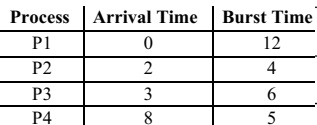 Process Arrival Time Burst Time
P1 0 12
P2 2 4
P3 3 6
P4 8 5